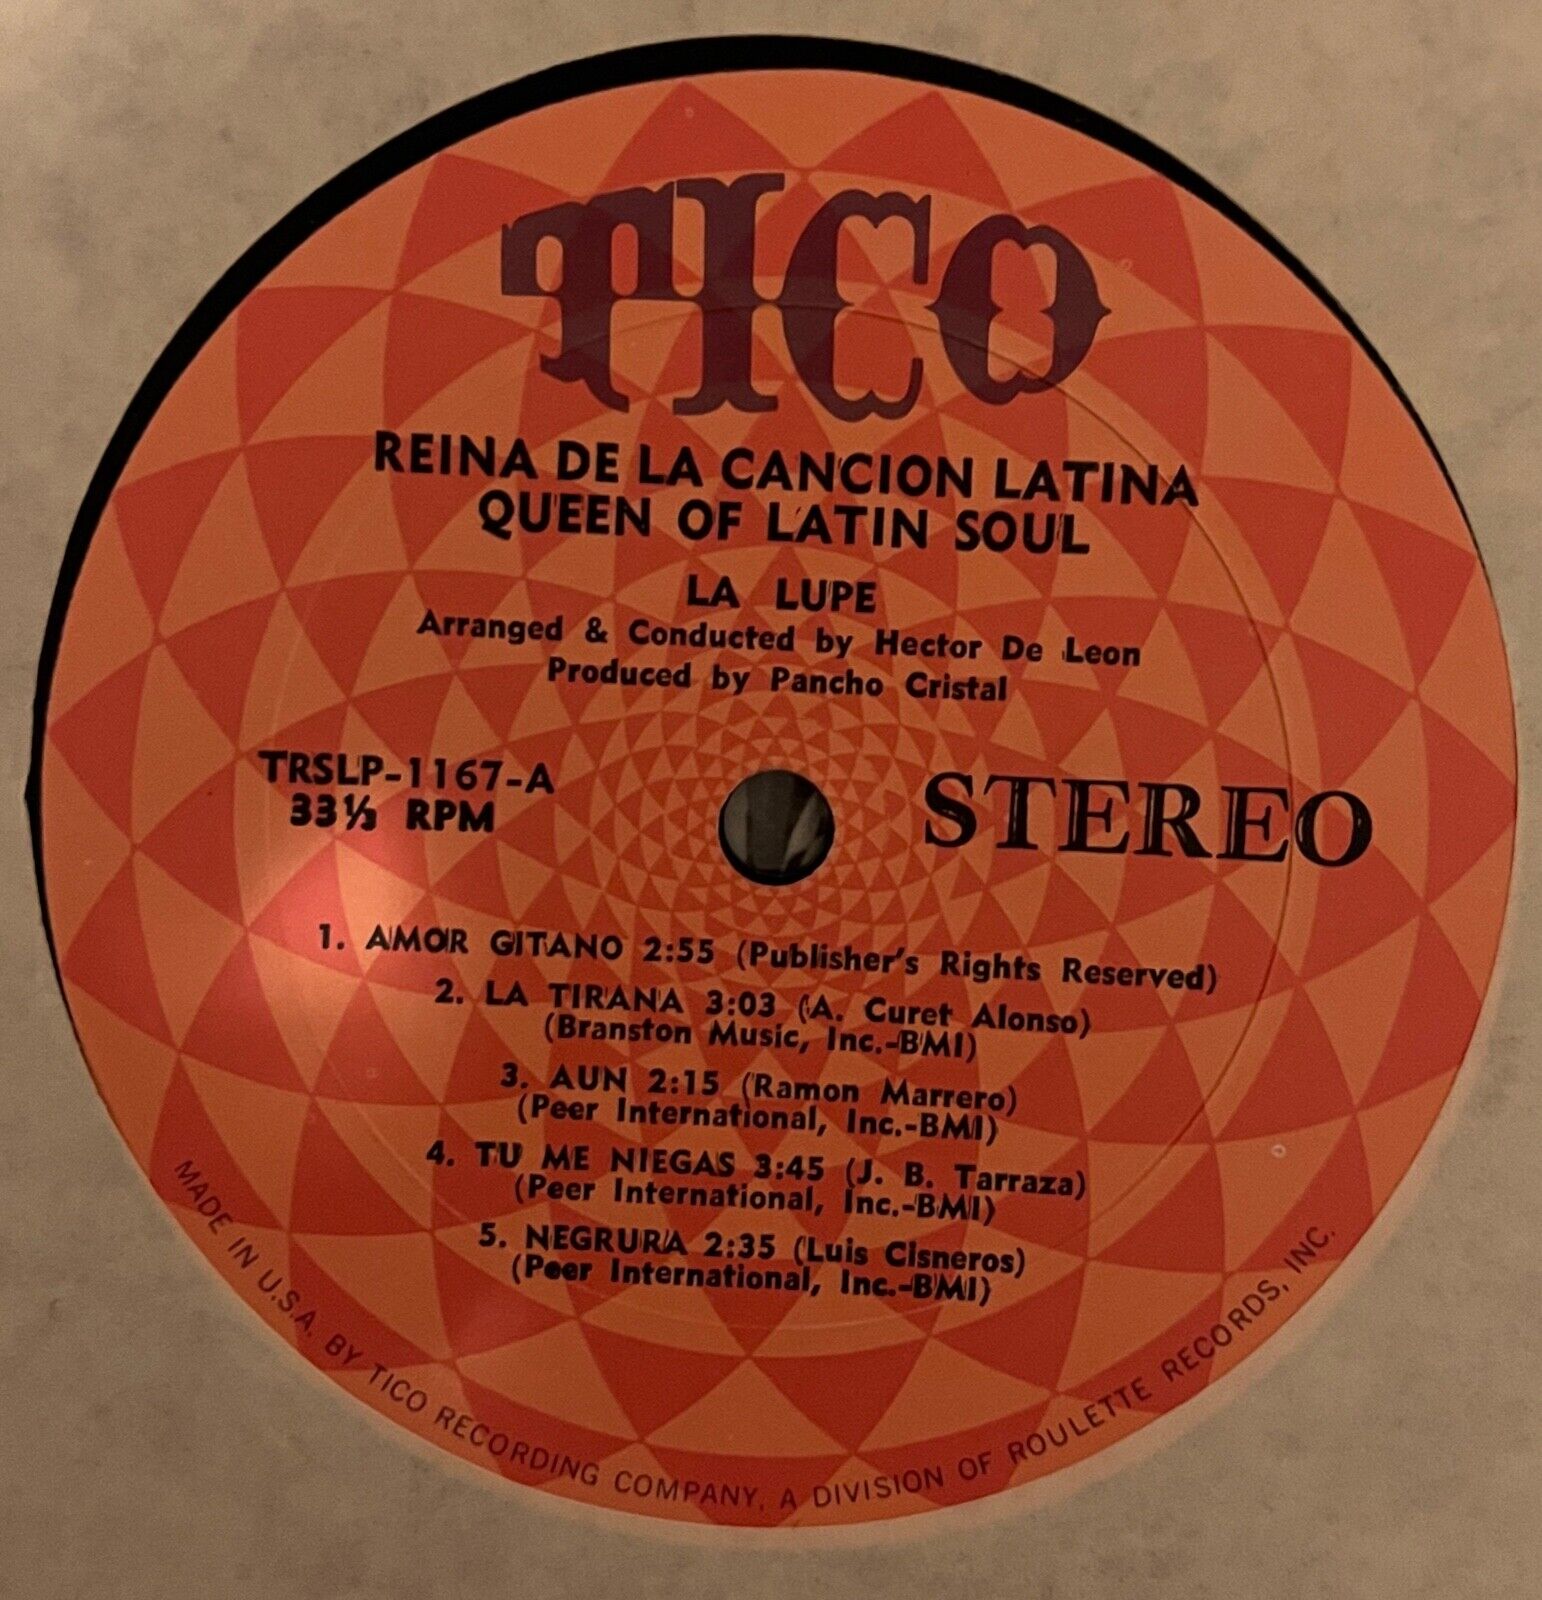 TICO
REINA DE LA CANCION LATINA
QUEEN OF LATIN SOUL
LA LUPE
Arranged & Conducted by Hector De Leon
Produced by Pancho Cristal
TRSLP-1167-A
33⅓ RPM
STEREO
1. AMOR GITANO 2:55 (Publisher's Rights Reserved)
2. LA TIRANA 3:03 (A. Curet Alonso)
(Branston Music, Inc.-BMI)
3. AUN 2:15 (Ramon Marrero)
(Peer International, Inc.-BMI)
4. TU ME NIEGAS 3:45 (J. B. Tarraza)
(Peer International, Inc.-BMI)
5. NEGRURA 2:35 (Luis Cisneros)
(Peer International, Inc.-BMI)
MADE IN U.S.A. BY TICO RECORDING COMPANY, A DIVISION OF ROULETTE RECORDS, INC.